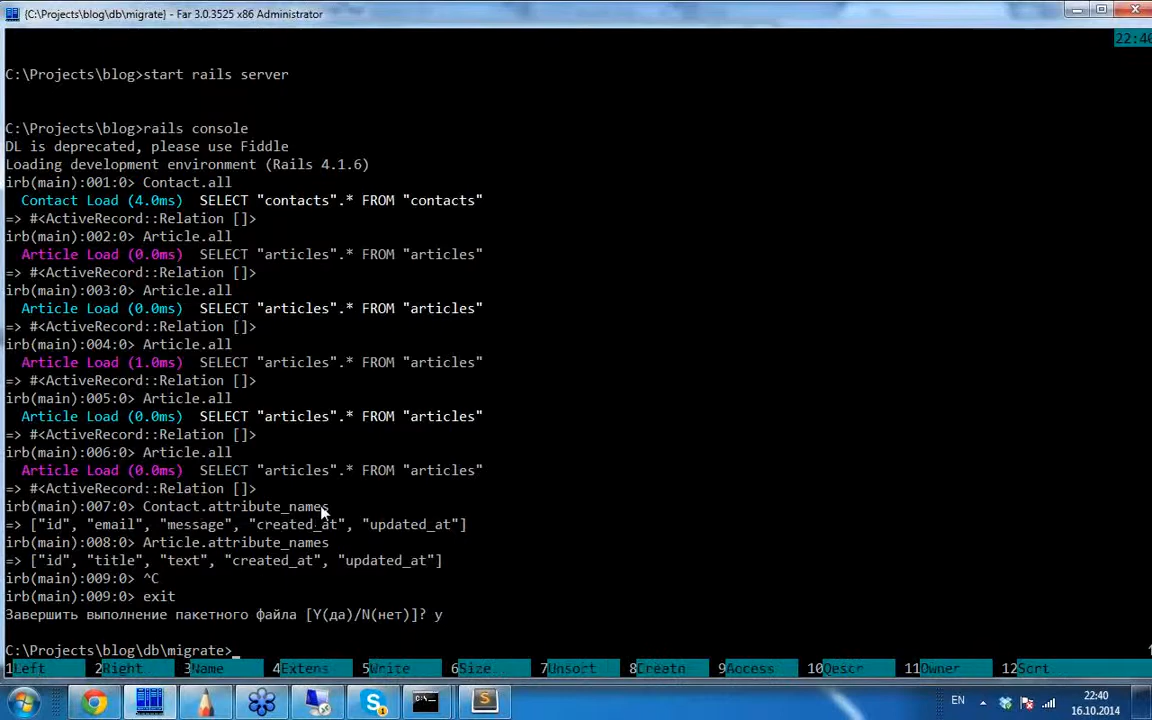 {C:\Projects\blog\db\migrate} - Far 3.0.3525 x86 Administrator
22:40
C:\Projects\blog>start rails server
C:\Projects\blog>rails console
DL is deprecated, please use Fiddle
Loading development environment (Rails 4.1.6)
irb(main):001:0> Contact.all
Contact Load (4.0ms)  SELECT "contacts".* FROM "contacts"
=> #<ActiveRecord::Relation []>
irb(main):002:0> Article.all
Article Load (0.0ms)  SELECT "articles".* FROM "articles"
=> #<ActiveRecord::Relation []>
irb(main):003:0> Article.all
Article Load (0.0ms)  SELECT "articles".* FROM "articles"
=> #<ActiveRecord::Relation []>
irb(main):004:0> Article.all
Article Load (1.0ms)  SELECT "articles".* FROM "articles"
=> #<ActiveRecord::Relation []>
irb(main):005:0> Article.all
Article Load (0.0ms)  SELECT "articles".* FROM "articles"
=> #<ActiveRecord::Relation []>
irb(main):006:0> Article.all
Article Load (0.0ms)  SELECT "articles".* FROM "articles"
=> #<ActiveRecord::Relation []>
irb(main):007:0> Contact.attribute_names
=> ["id", "email", "message", "created_at", "updated_at"]
irb(main):008:0> Article.attribute_names
=> ["id", "title", "text", "created_at", "updated_at"]
irb(main):009:0> ^C
irb(main):009:0> exit
Завершить выполнение пакетного файла [Y(да)/N(нет)]? y
C:\Projects\blog\db\migrate>_
1Left 2Right 3Name 4Extens 5Write 6Size 7Unsort 8Creatn 9Access 10Descr 11Owner 12Sort
EN 22:40
16.10.2014